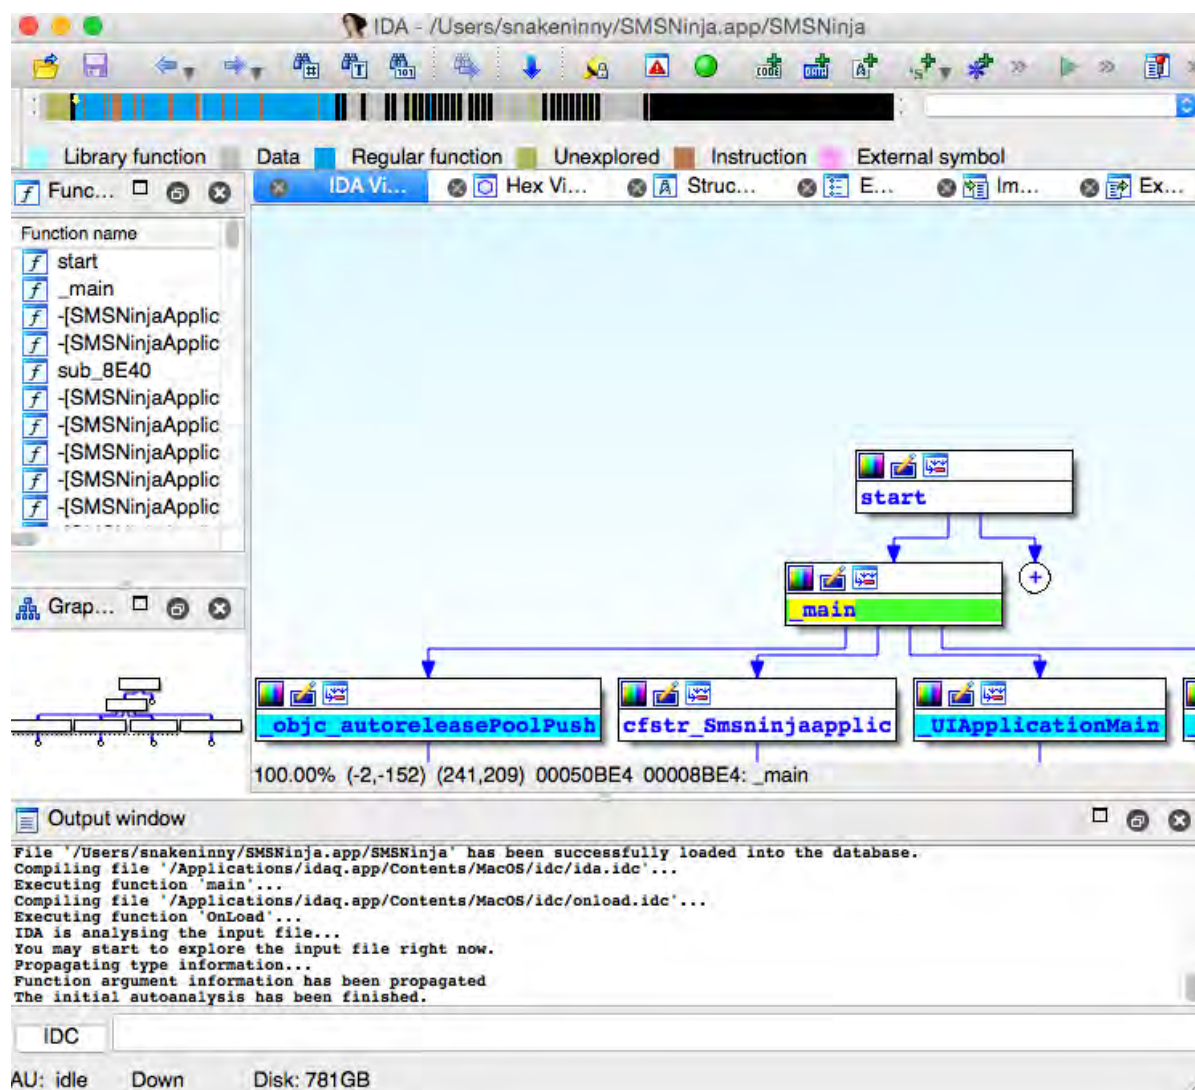 IDA - /Users/snakeninny/SMSNinja.app/SMSNinja
Library function Data Regular function Unexplored Instruction External symbol
Func... IDA Vi... Hex Vi... Struc... E... Im... Ex...
Function name
start
_main
-[SMSNinjaApplic
-[SMSNinjaApplic
sub_8E40
-[SMSNinjaApplic
-[SMSNinjaApplic
-[SMSNinjaApplic
-[SMSNinjaApplic
-[SMSNinjaApplic
start
_main
Grap...
_objc_autoreleasePoolPush cfstr_Smsninjaapplic _UIApplicationMain
100.00% (-2,-152) (241,209) 00050BE4 00008BE4: _main
Output window
File '/Users/snakeninny/SMSNinja.app/SMSNinja' has been successfully loaded into the database.
Compiling file '/Applications/idaq.app/Contents/MacOS/idc/ida.idc'...
Executing function 'main'...
Compiling file '/Applications/idaq.app/Contents/MacOS/idc/onload.idc'...
Executing function 'OnLoad'...
IDA is analysing the input file...
You may start to explore the input file right now.
Propagating type information...
Function argument information has been propagated
The initial autoanalysis has been finished.
IDC
AU: idle Down Disk: 781GB